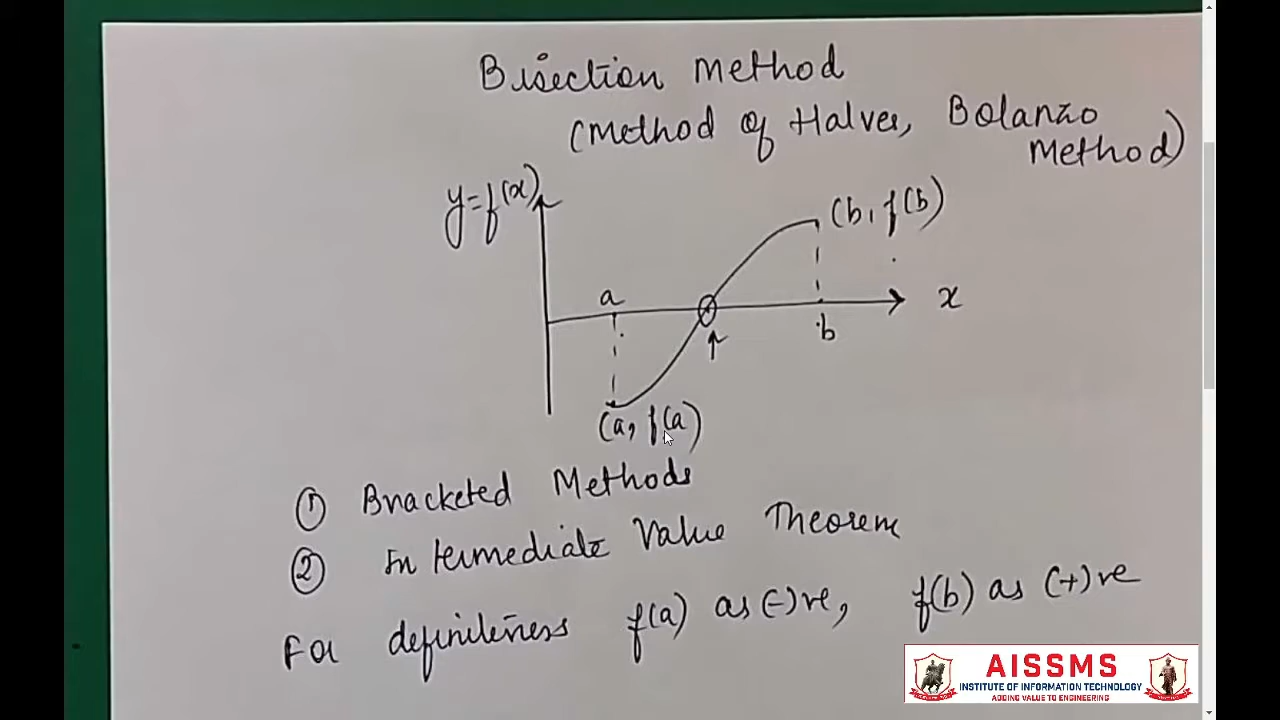 Bisection Method
(Method of Halves, Bolanzo
Method)
y=f(x)
(b, f(b)
a
x
b
(a, f(a)
① Bracketed Methods
② Intermediate Value Theorem
For definiteness f(a) as (-)ve, f(b) as (+)ve
AISSMS
INSTITUTE OF INFORMATION TECHNOLOGY
ADDING VALUE TO ENGINEERING